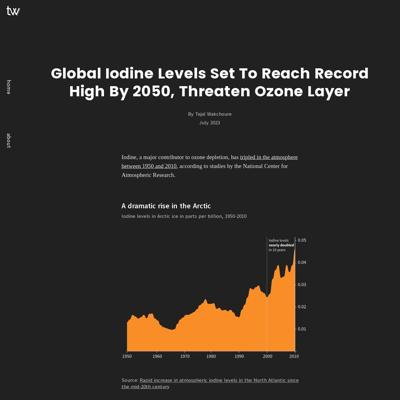 tw
home
about
Global Iodine Levels Set To Reach Record
High By 2050, Threaten Ozone Layer
By Tejal Wakchoure
July 2023
Iodine, a major contributor to ozone depletion, has tripled in the atmosphere
between 1950 and 2010, according to studies by the National Center for
Atmospheric Research.
A dramatic rise in the Arctic
Iodine levels in Arctic ice in parts per billion, 1950-2010
Iodine levels
nearly doubled
in 10 years
0.05
0.04
0.03
0.02
0.01
1950 1960 1970 1980 1990 2000 2010
Source: Rapid increase in atmospheric iodine levels in the North Atlantic since
the mid-20th century